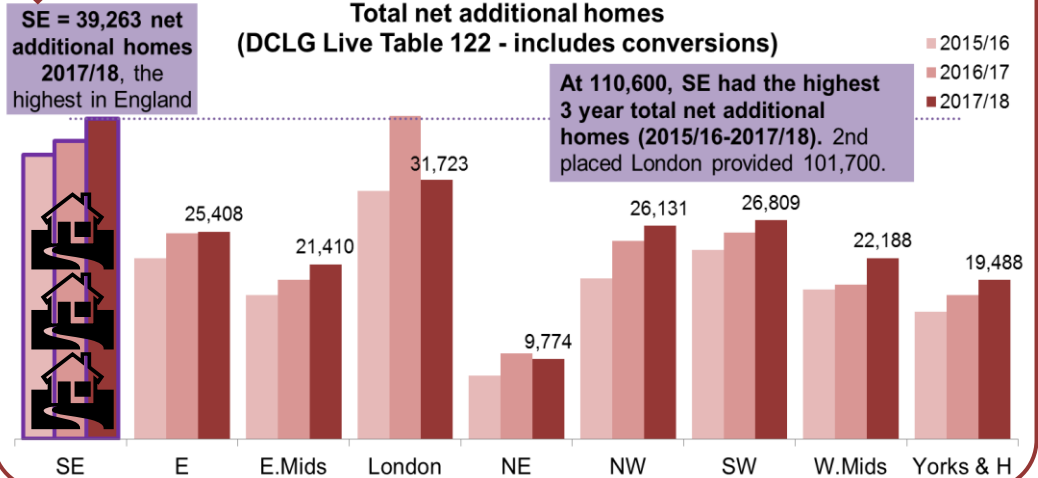 SE = 39,263 net
additional homes
2017/18, the
highest in England
Total net additional homes
(DCLG Live Table 122 - includes conversions)
2015/16
2016/17
2017/18
At 110,600, SE had the highest
3 year total net additional
homes (2015/16-2017/18). 2nd
placed London provided 101,700.
25,408
21,410
31,723
9,774
26,131
26,809
22,188
19,488
SE
E
E.Mids
London
NE
NW
SW
W.Mids
Yorks & H